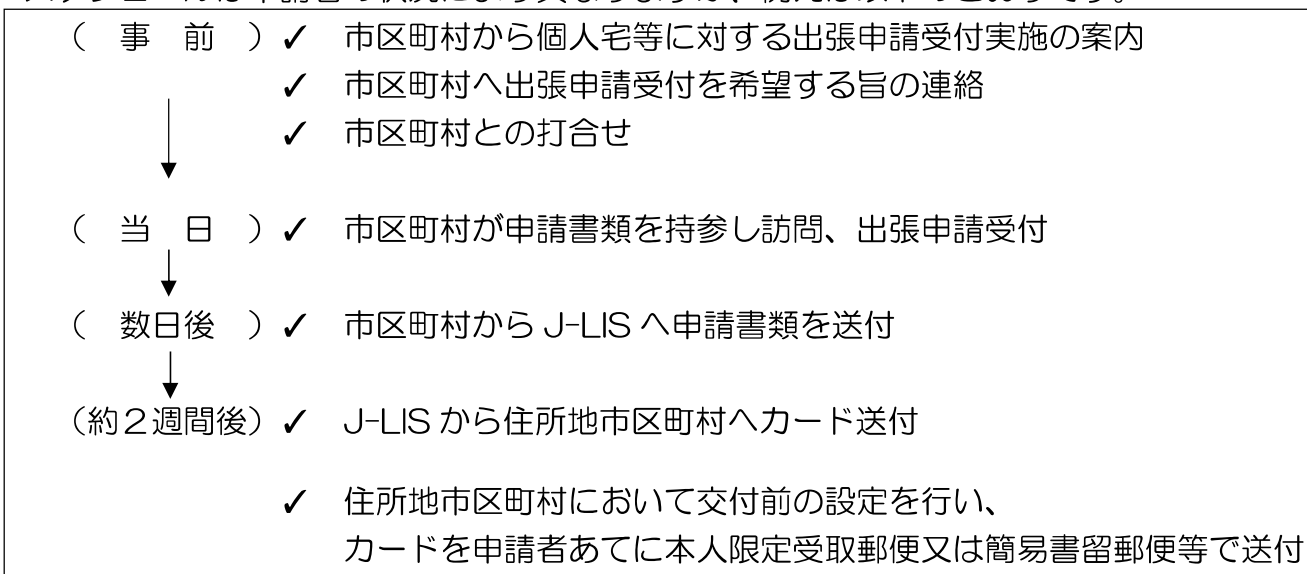 ( 事 前 ) ✓ 市区町村から個人宅等に対する出張申請受付実施の案内
✓ 市区町村へ出張申請受付を希望する旨の連絡
✓ 市区町村との打合せ
( 当 日 ) ✓ 市区町村が申請書類を持参し訪問、出張申請受付
( 数日後 ) ✓ 市区町村から J-LIS へ申請書類を送付
(約2週間後) ✓ J-LIS から住所地市区町村へカード送付
✓ 住所地市区町村において交付前の設定を行い、
カードを申請者あてに本人限定受取郵便又は簡易書留郵便等で送付